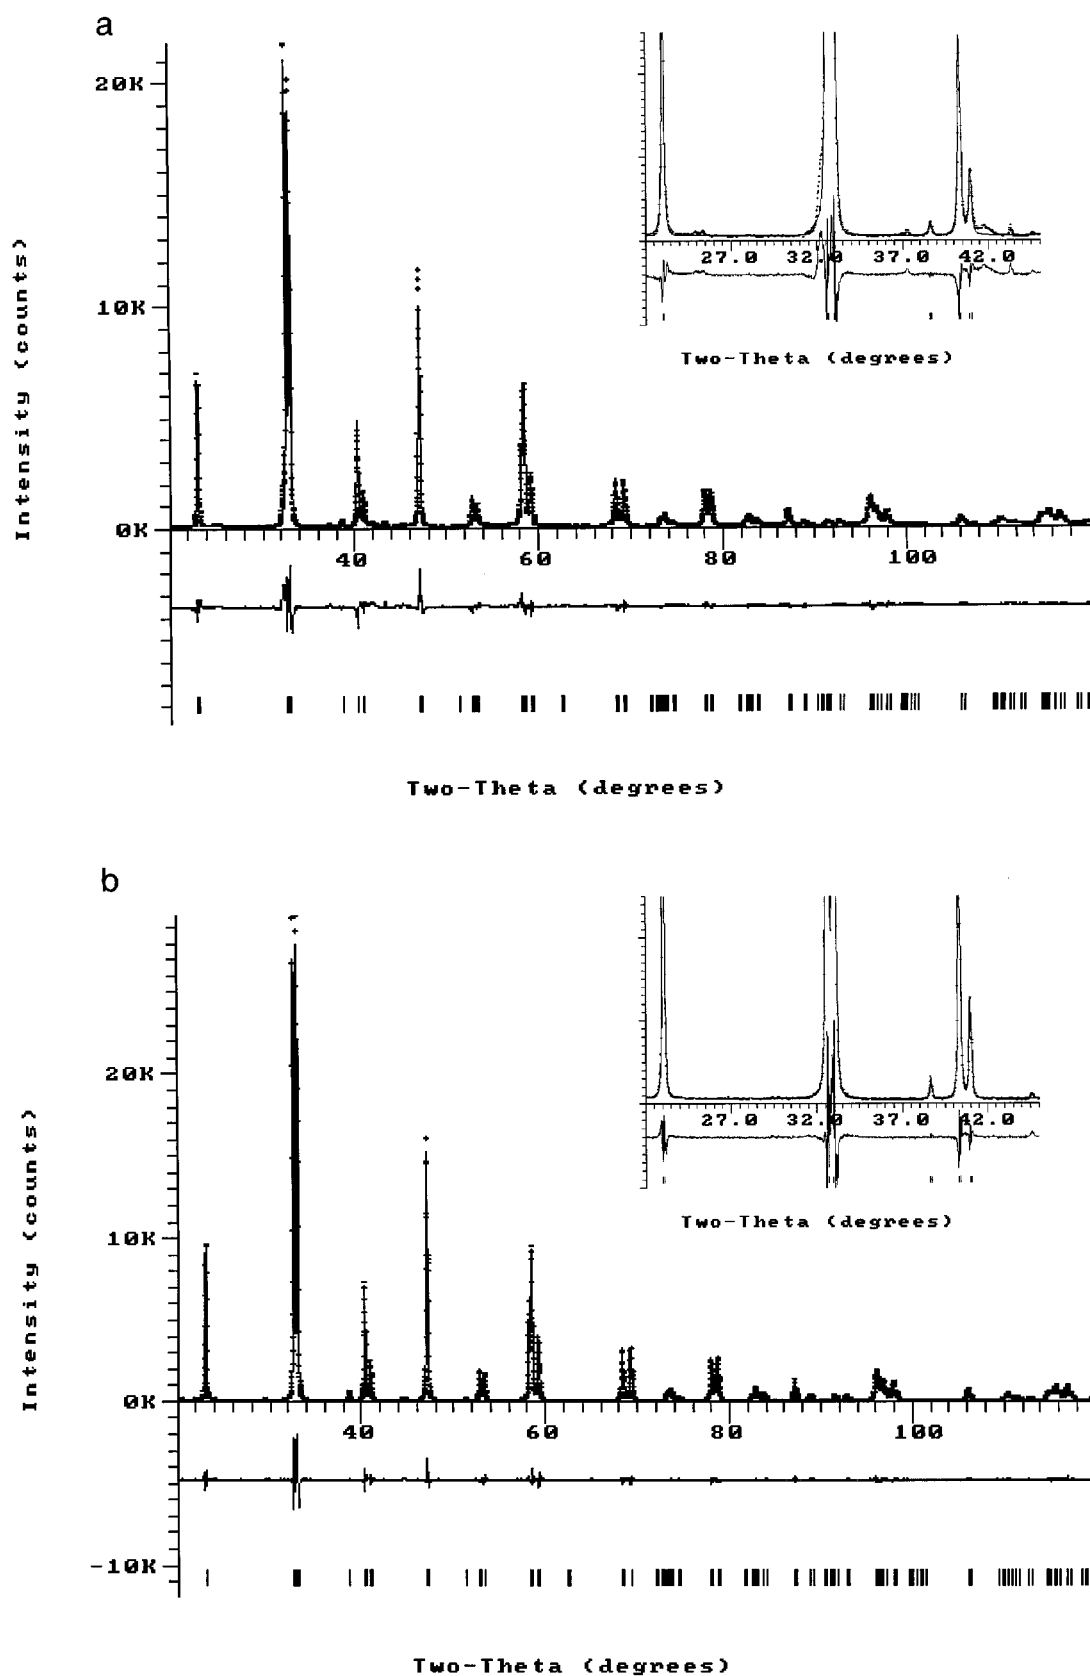 a
20K
10K
0K
40 60 80 100
Intensity (counts)
Two-Theta (degrees)
27.0 32.0 37.0 42.0
Two-Theta (degrees)
b
20K
10K
0K
-10K
40 60 80 100
Intensity (counts)
Two-Theta (degrees)
27.0 32.0 37.0 42.0
Two-Theta (degrees)